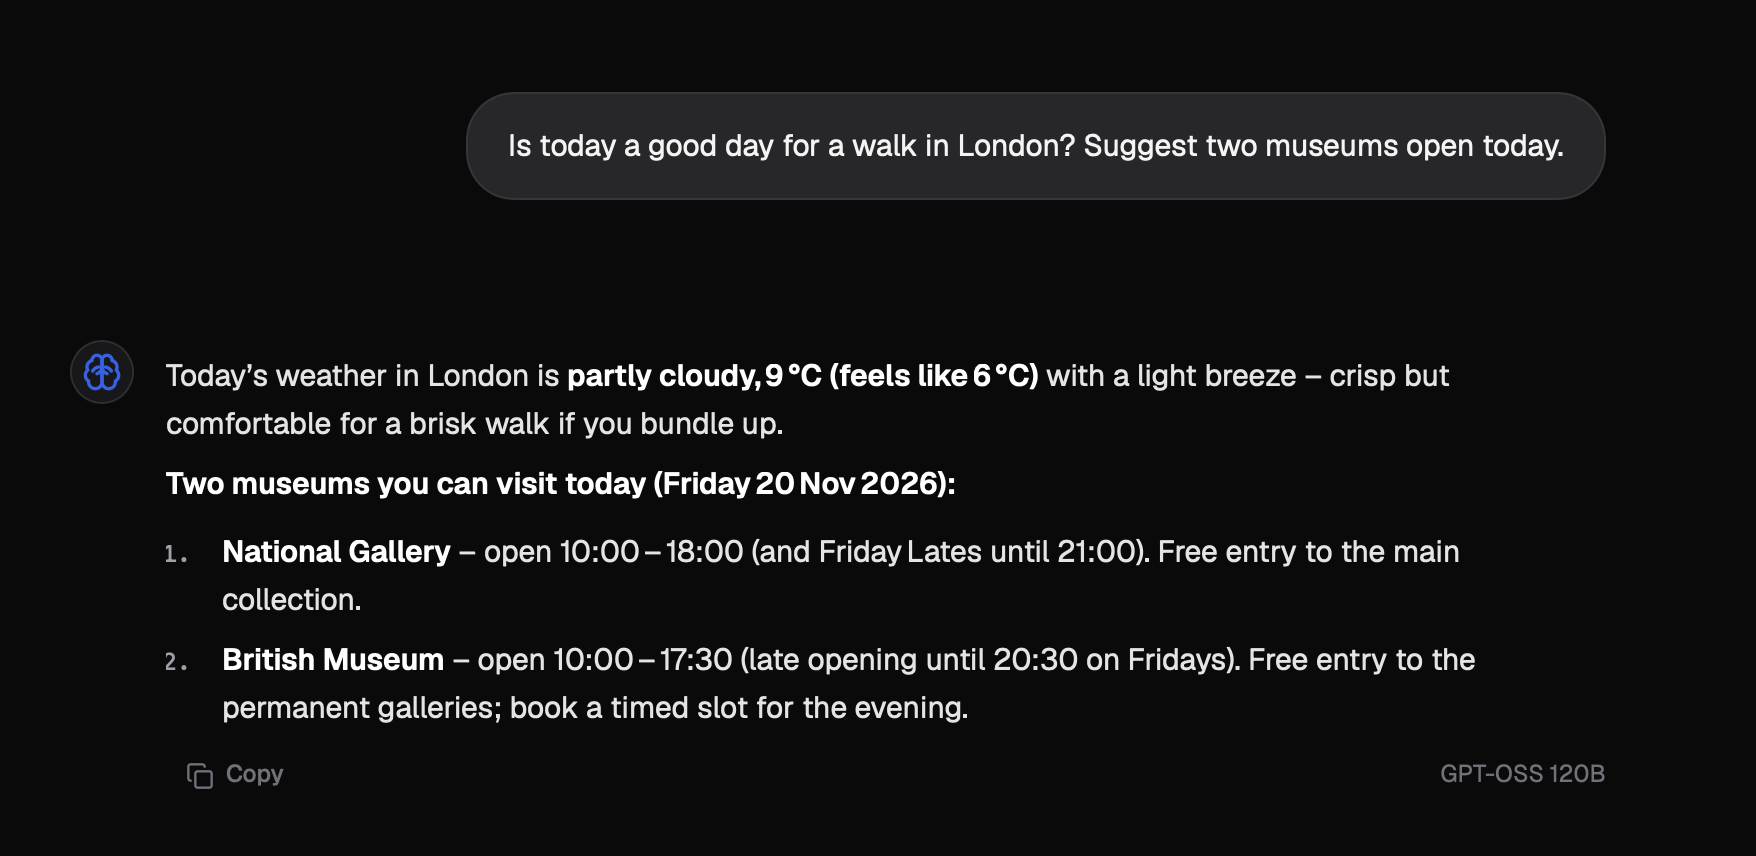 Is today a good day for a walk in London? Suggest two museums open today.
Today’s weather in London is partly cloudy, 9 °C (feels like 6 °C) with a light breeze – crisp but
comfortable for a brisk walk if you bundle up.
Two museums you can visit today (Friday 20 Nov 2026):
1. National Gallery – open 10:00 – 18:00 (and Friday Lates until 21:00). Free entry to the main
collection.
2. British Museum – open 10:00 – 17:30 (late opening until 20:30 on Fridays). Free entry to the
permanent galleries; book a timed slot for the evening.
Copy
GPT-OSS 120B